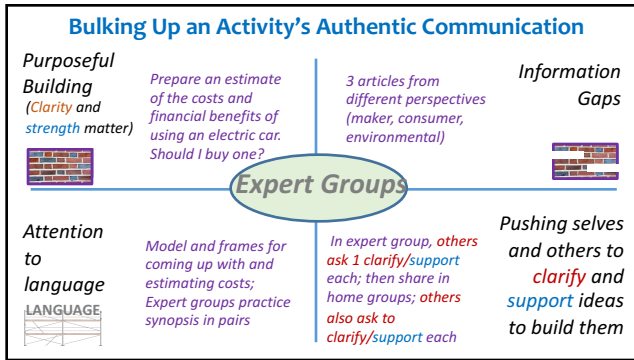 Bulking Up an Activity's Authentic Communication
Purposeful
Building
(Clarity and
strength matter)
Prepare an estimate
of the costs and
financial benefits of
using an electric car.
Should I buy one?
3 articles from
different perspectives
(maker, consumer,
environmental)
Information
Gaps
Expert Groups
Attention
to
language
LANGUAGE
Model and frames for
coming up with and
estimating costs;
Expert groups practice
synopsis in pairs
In expert group, others
ask 1 clarify/support
each; then share in
home groups; others
also ask to
clarify/support each
Pushing selves
and others to
clarify and
support ideas
to build them